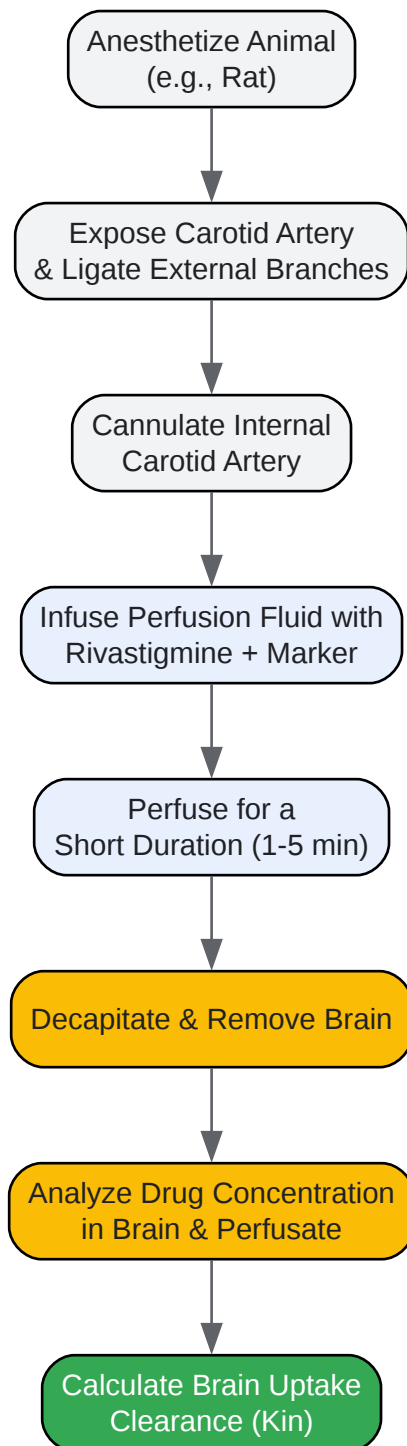 Anesthetize Animal
(e.g., Rat)
Expose Carotid Artery
& Ligate External Branches
Cannulate Internal
Carotid Artery
Infuse Perfusion Fluid with
Rivastigmine + Marker
Perfuse for a
Short Duration (1-5 min)
Decapitate & Remove Brain
Analyze Drug Concentration
in Brain & Perfusate
Calculate Brain Uptake
Clearance (Kin)